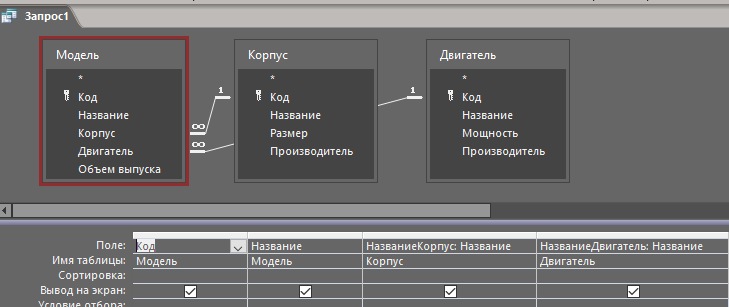 Запрос1
Модель Корпус Двигатель
* * *
Код Код Код
Название Название Название
Корпус Размер Мощность
Двигатель Производитель Производитель
Объем выпуска
1 1
∞
∞
Поле: Код Название НазваниеКорпус: Название НазваниеДвигатель: Название
Имя таблицы: Модель Модель Корпус Двигатель
Сортировка:
Вывод на экран:
Условие отбора: